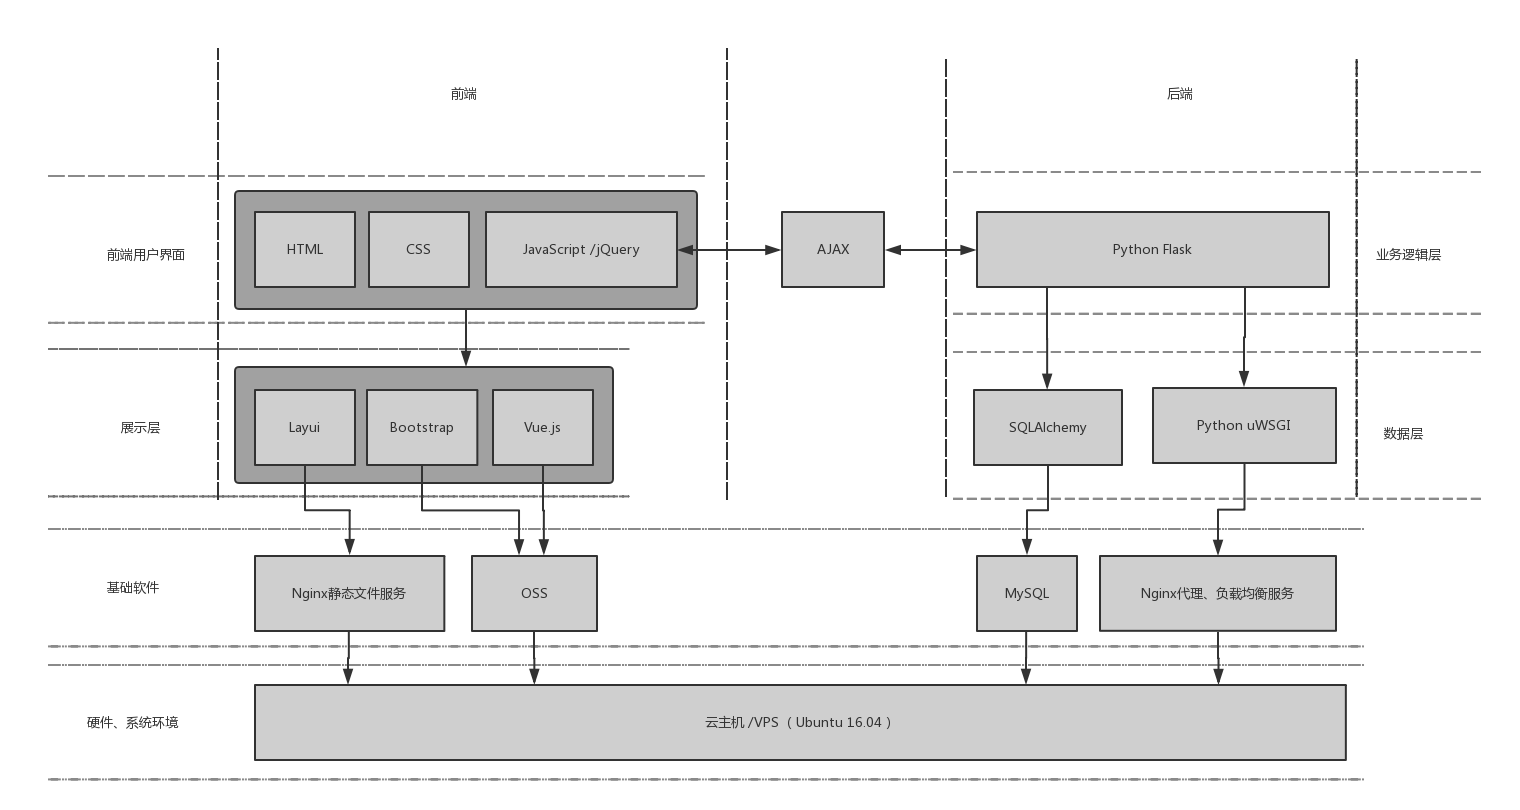 前端
后端
前端用户界面
HTML
CSS
JavaScript /jQuery
AJAX
Python Flask
业务逻辑层
展示层
Layui
Bootstrap
Vue.js
SQLAlchemy
Python uWSGI
数据层
基础软件
Nginx静态文件服务
OSS
MySQL
Nginx代理、负载均衡服务
硬件、系统环境
云主机 /VPS（ Ubuntu 16.04 ）